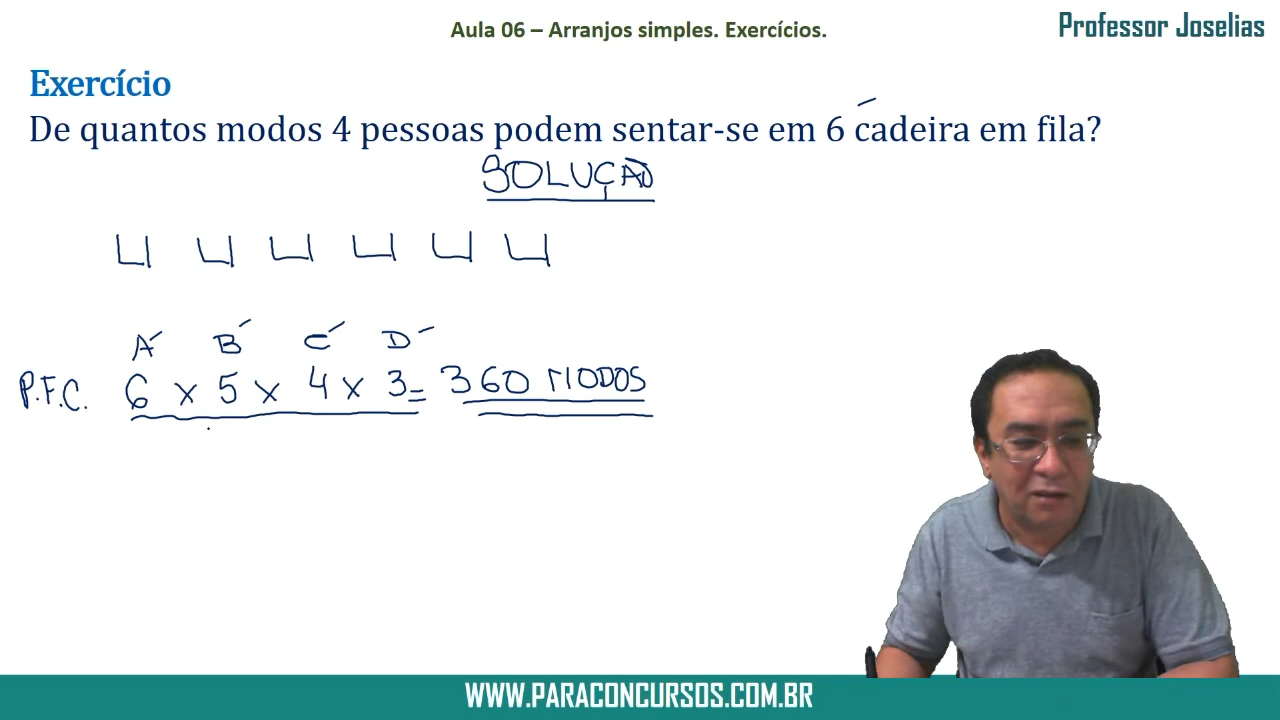 Aula 06 – Arranjos simples. Exercícios.
Professor Joselias
Exercício
De quantos modos 4 pessoas podem sentar-se em 6 cadeira em fila?
SOLUÇÃO
A B C D
P.F.C. 6 x 5 x 4 x 3 = 360 MODOS
WWW.PARACONCURSOS.COM.BR